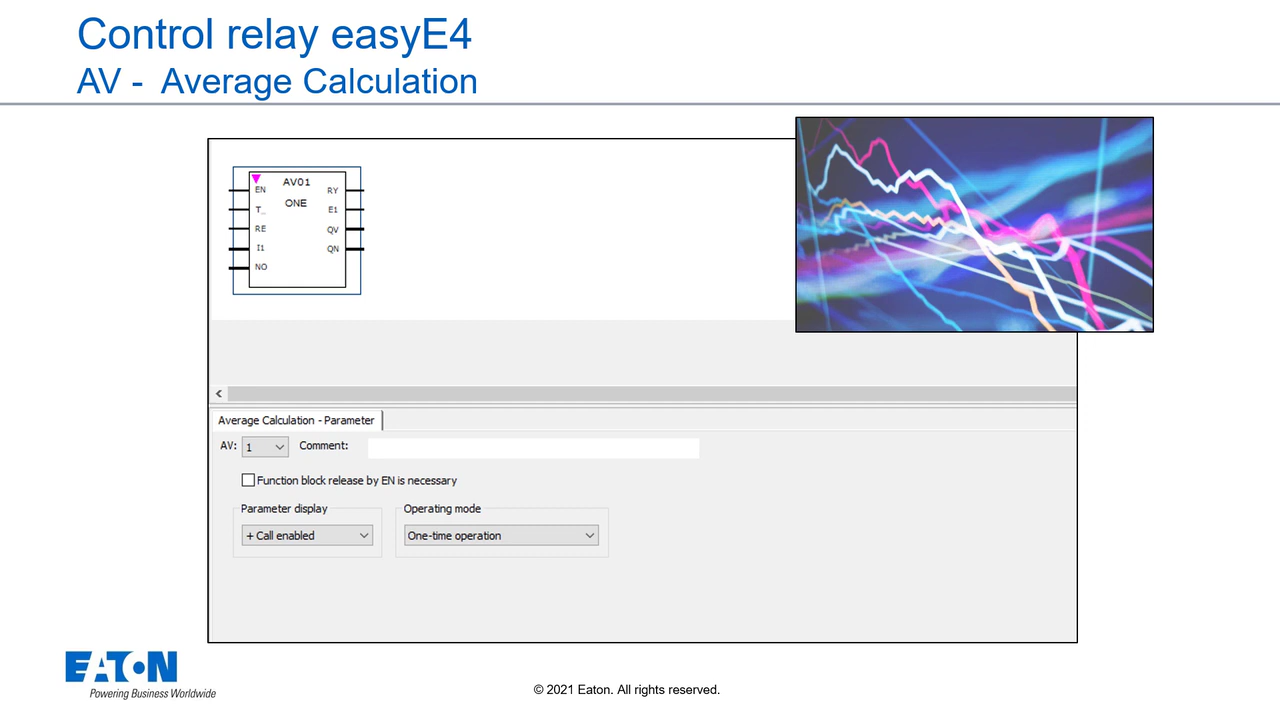 Control relay easyE4
AV - Average Calculation
AV01
ONE
EN RY
T_ E1
RE QV
I1 QN
NO
Average Calculation - Parameter
AV: 1 Comment:
Function block release by EN is necessary
Parameter display Operating mode
+ Call enabled One-time operation
EATON
Powering Business Worldwide
© 2021 Eaton. All rights reserved.